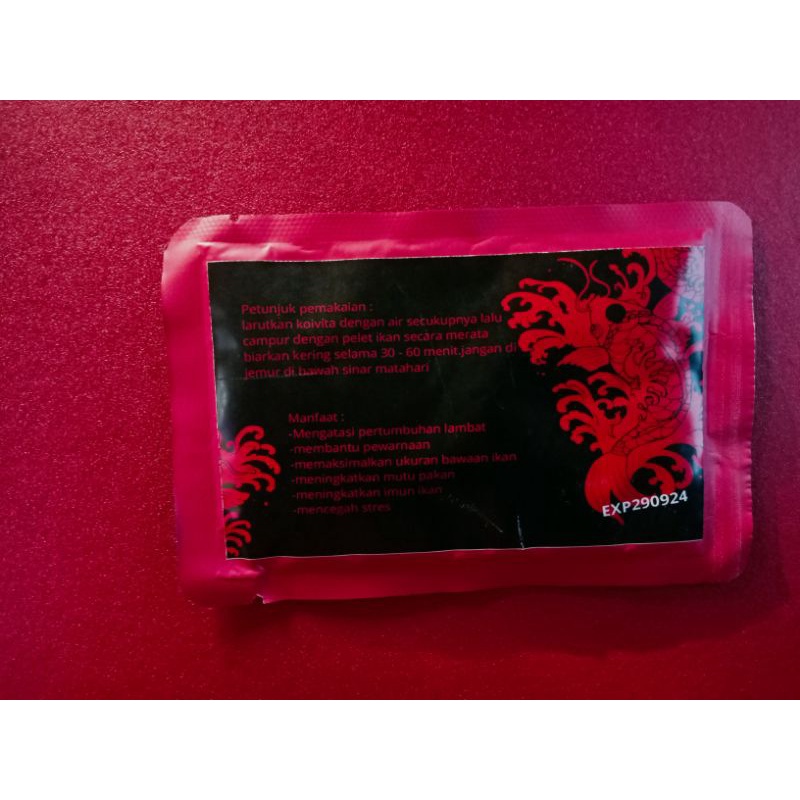 Petunjuk pemakaian :
larutkan koivita dengan air secukupnya lalu
campur dengan pelet ikan secara merata
biarkan kering selama 30 - 60 menit.jangan di
jemur di bawah sinar matahari
Manfaat :
-Mengatasi pertumbuhan lambat
-membantu pewarnaan
-memaksimalkan ukuran bawaan ikan
-meningkatkan mutu pakan
-meningkatkan imun ikan
-mencegah stres
EXP290924